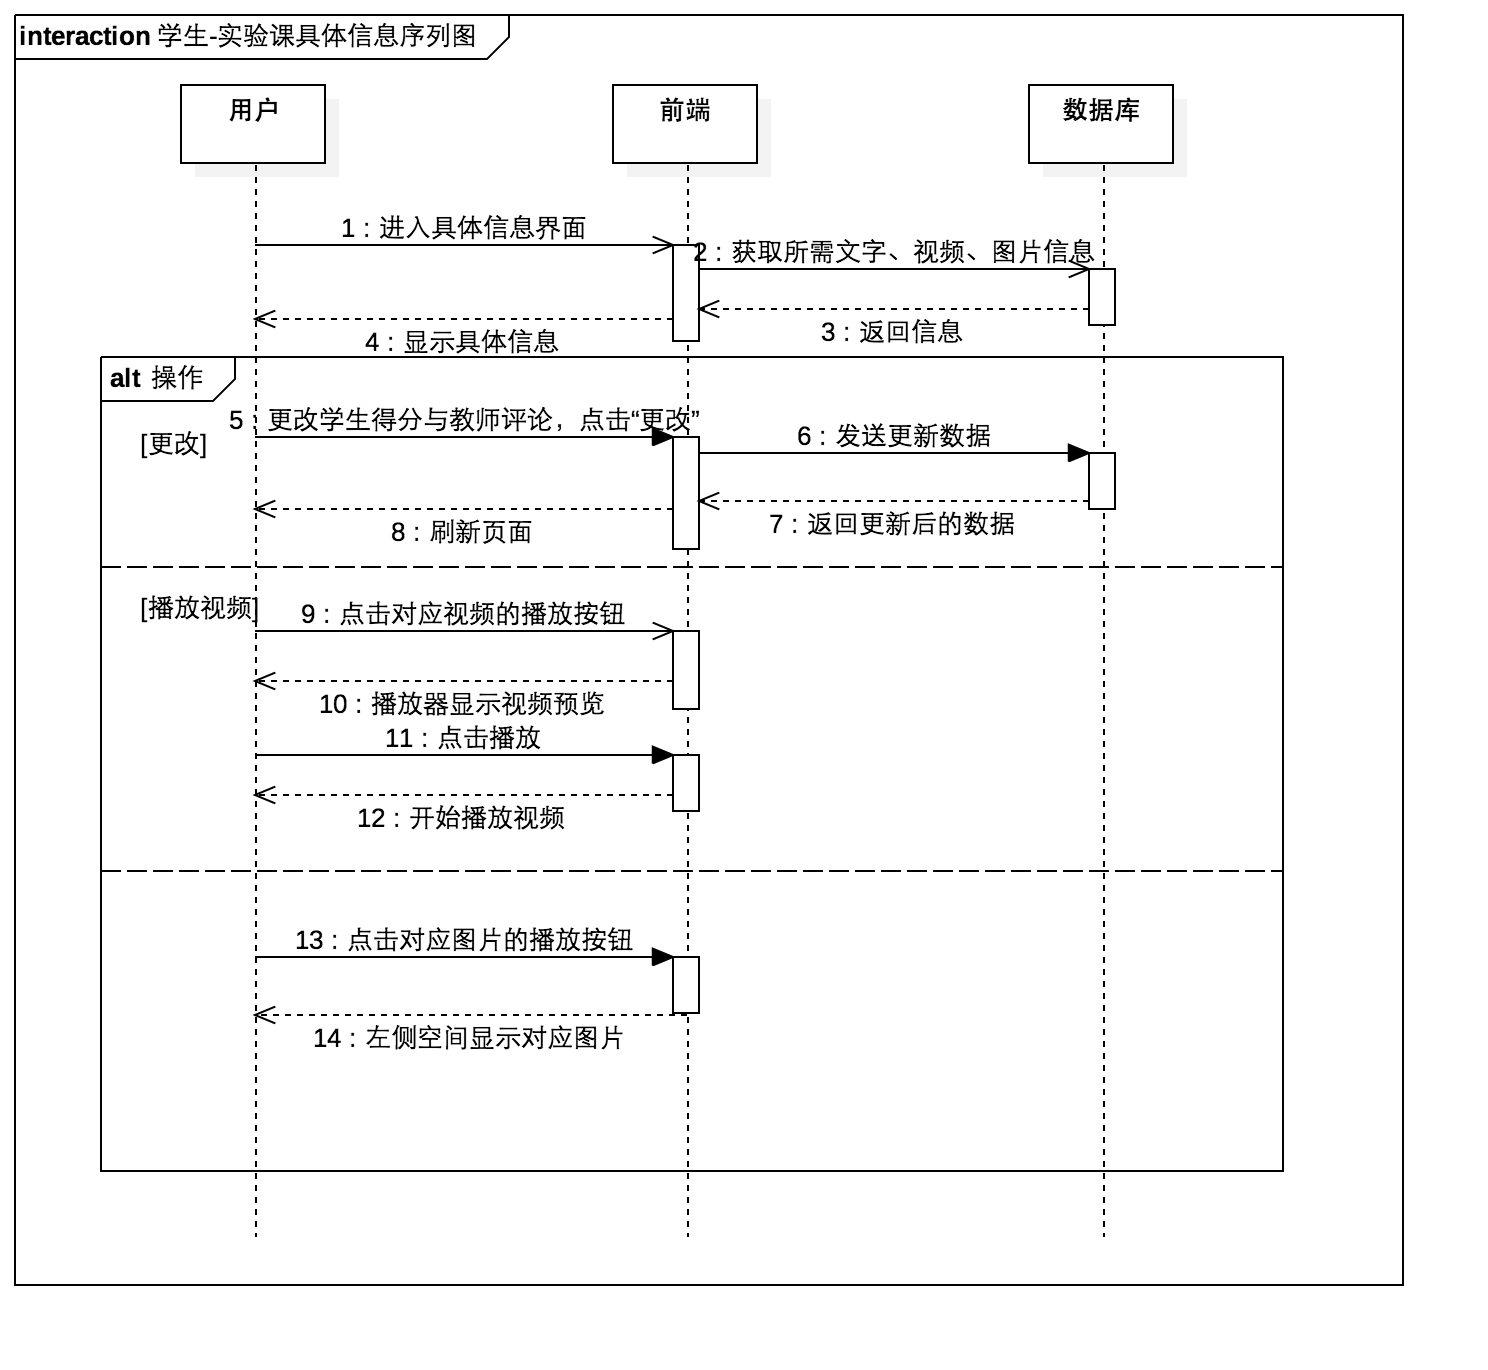 interaction 学生-实验课具体信息序列图
用户
前端
数据库
1 : 进入具体信息界面
2 : 获取所需文字、视频、图片信息
3 : 返回信息
4 : 显示具体信息
alt 操作
5 : 更改学生得分与教师评论，点击“更改”
[更改]
6 : 发送更新数据
7 : 返回更新后的数据
8 : 刷新页面
[播放视频]
9 : 点击对应视频的播放按钮
10 : 播放器显示视频预览
11 : 点击播放
12 : 开始播放视频
13 : 点击对应图片的播放按钮
14 : 左侧空间显示对应图片